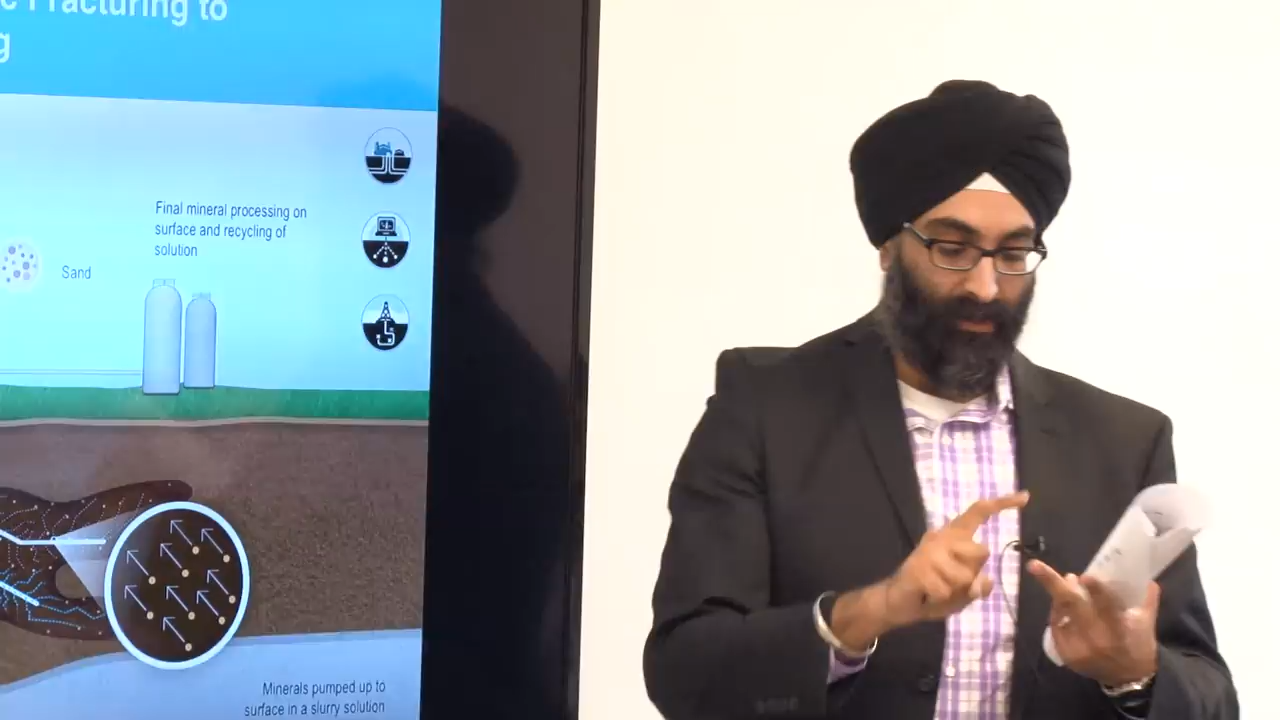 Fracturing to
g
Final mineral processing on
surface and recycling of
solution
Sand
Minerals pumped up to
surface in a slurry solution